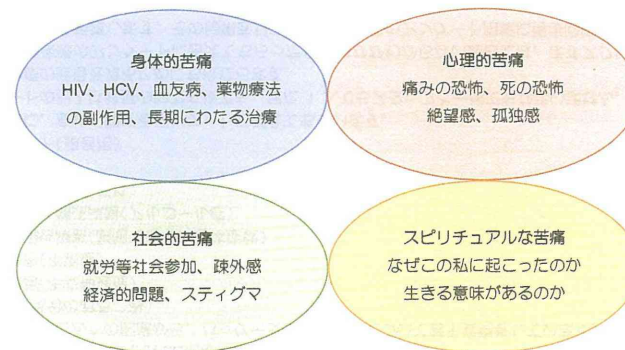 身体的苦痛
HIV、HCV、血友病、薬物療法
の副作用、長期にわたる治療
心理的苦痛
痛みの恐怖、死の恐怖
絶望感、孤独感
社会的苦痛
就労等社会参加、疎外感
経済的問題、スティグマ
スピリチュアルな苦痛
なぜこの私に起こったのか
生きる意味があるのか